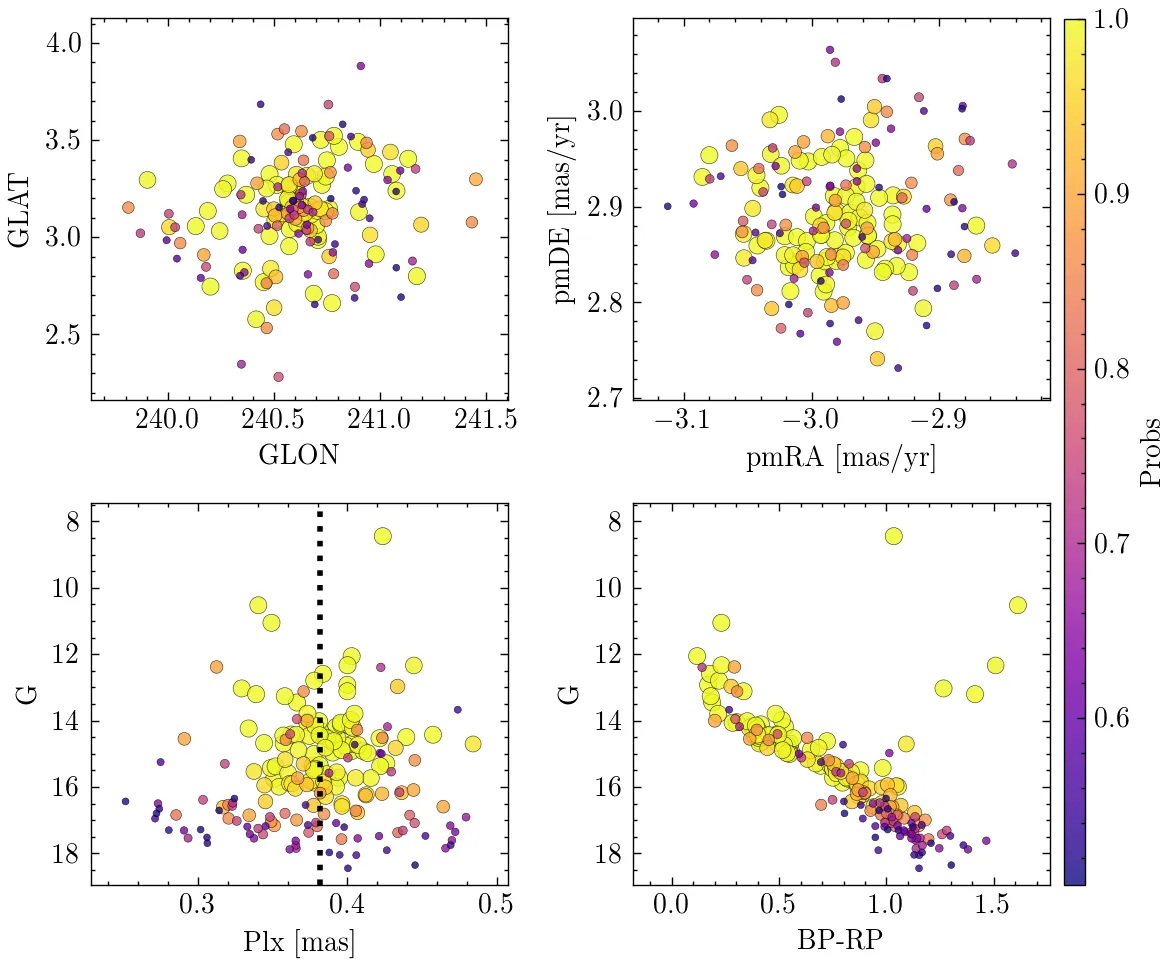 4.0
3.5
3.0
2.5
GLAT
240.0 240.5 241.0 241.5
GLON
3.0
2.9
2.8
2.7
pmDE [mas/yr]
−3.1 −3.0 −2.9
pmRA [mas/yr]
1.0
0.9
0.8
0.7
0.6
Probs
8
10
12
14
16
18
G
0.3 0.4 0.5
Plx [mas]
8
10
12
14
16
18
G
0.0 0.5 1.0 1.5
BP-RP